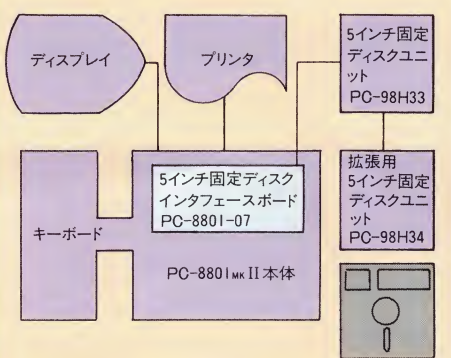 ディスプレイ
プリンタ
5インチ固定
ディスクユニ
ット
PC-98H33
拡張用
5インチ固定
ディスクユニ
ット
PC-98H34
5インチ固定ディスク
インタフェースボード
PC-8801-07
キーボード
PC-8801MKII本体